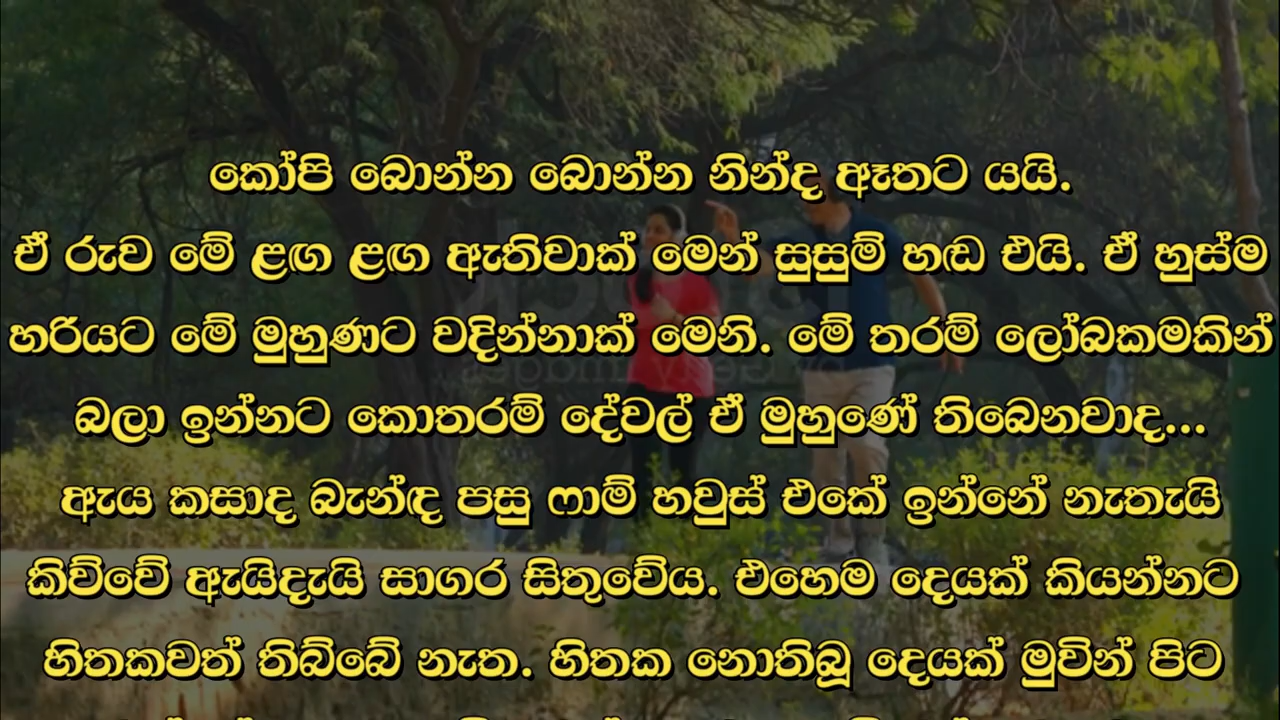 කෝපි බොන්න බොන්න නින්ද ඈතට යයි.
ඒ රුව මේ ළඟ ළඟ ඇතිවාක් මෙන් සුසුම් හඬ එයි. ඒ හුස්ම
හරියට මේ මුහුණට වදින්නාක් මෙනි. මේ තරම් ලෝබකමකින්
බලා ඉන්නට කොතරම් දේවල් ඒ මුහුණේ තිබෙනවාද...
ඇය කසාද බැන්ඳ පසු ෆාම් හවුස් එකේ ඉන්නේ නැතැයි
කිව්වේ ඇයිදැයි සාගර සිතුවේය. එහෙම දෙයක් කියන්නට
හිතකවත් තිබ්බේ නැත. හිතක නොතිබූ දෙයක් මුවින් පිට